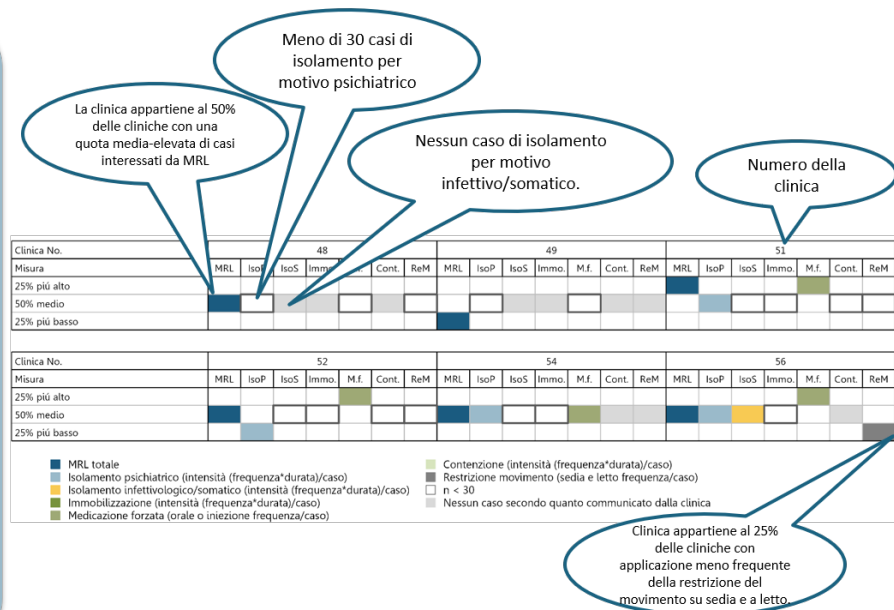 Meno di 30 casi di
isolamento per
motivo psichiatrico
La clinica appartiene al 50%
delle cliniche con una
quota media-elevata di casi
interessati da MRL
Nessun caso di isolamento
per motivo
infettivo/somatico.
Numero della
clinica
Clinica No. 48 49 51
Misura MRL IsoP IsoS Immo. M.f. Cont. ReM MRL IsoP IsoS Immo. M.f. Cont. ReM MRL IsoP IsoS Immo. M.f. Cont. ReM
25% piú alto
50% medio
25% piú basso
Clinica No. 52 54 56
Misura MRL IsoP IsoS Immo. M.f. Cont. ReM MRL IsoP IsoS Immo. M.f. Cont. ReM MRL IsoP IsoS Immo. M.f. Cont. ReM
25% piú alto
50% medio
25% piú basso
MRL totale
Isolamento psichiatrico (intensità (frequenza*durata)/caso)
Isolamento infettivologico/somatico (intensità (frequenza*durata)/caso)
Immobilizzazione (intensità (frequenza*durata)/caso)
Medicazione forzata (orale o iniezione frequenza/caso)
Contenzione (intensità (frequenza*durata)/caso)
Restrizione movimento (sedia e letto frequenza/caso)
n < 30
Nessun caso secondo quanto communicato dalla clinica
Clinica appartiene al 25%
delle cliniche con
applicazione meno frequente
della restrizione del
movimento su sedia e a letto.